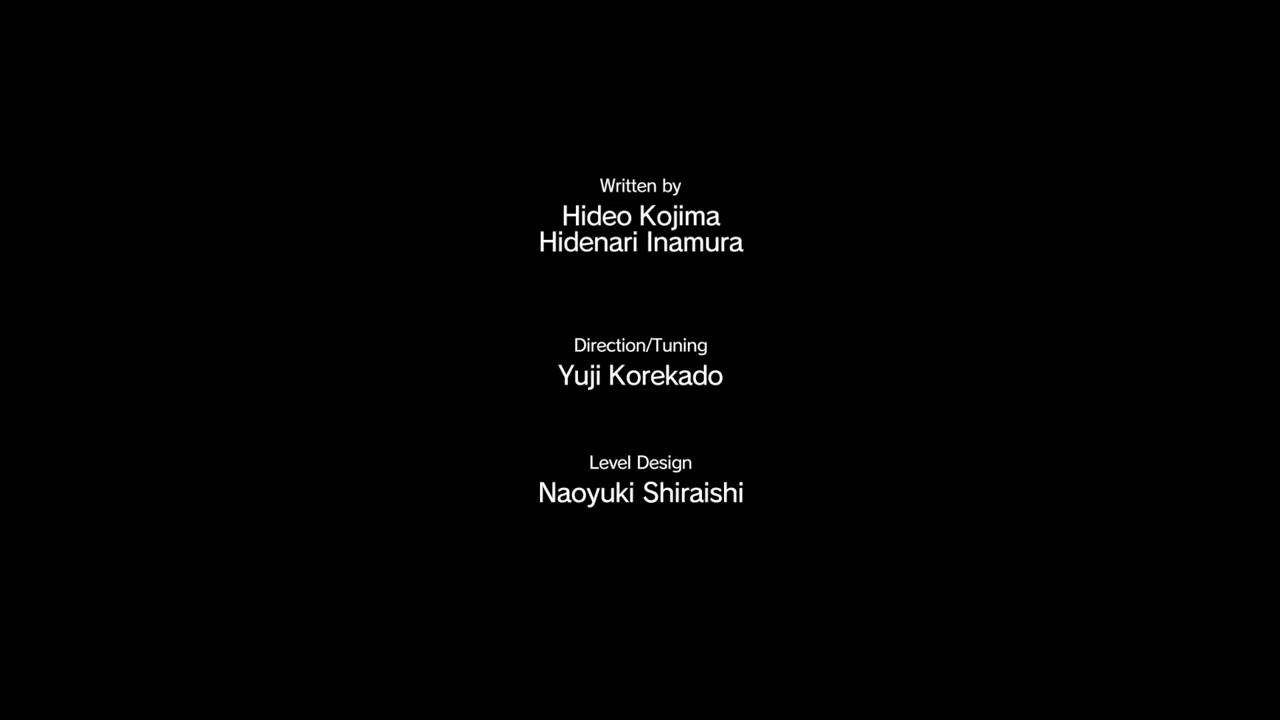 Written by
Hideo Kojima
Hidenari Inamura
Direction/Tuning
Yuji Korekado
Level Design
Naoyuki Shiraishi